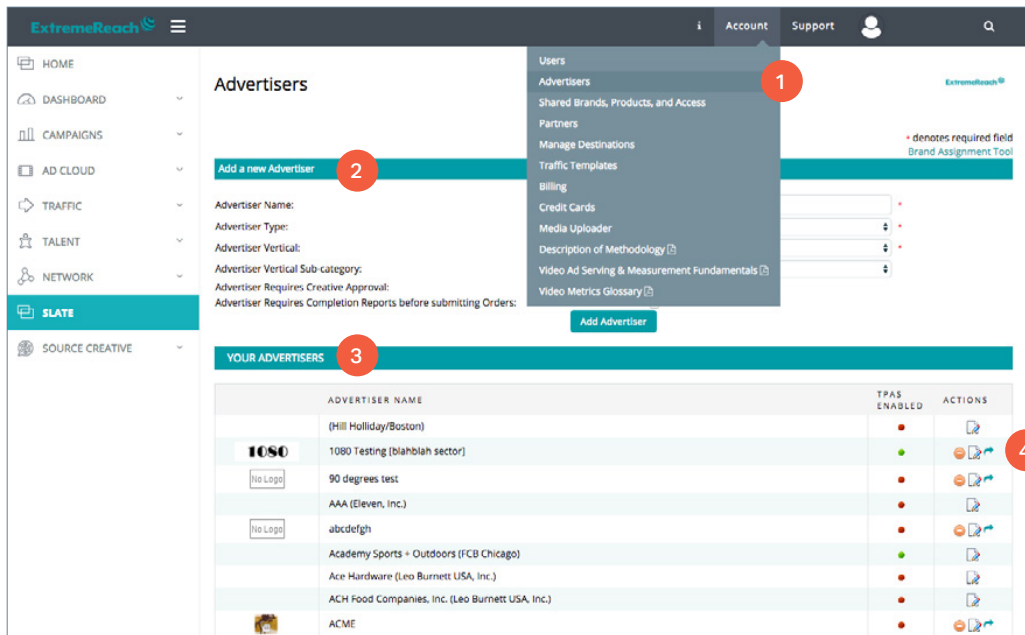 ExtremeReach
i Account Support
HOME
DASHBOARD
CAMPAIGNS
AD CLOUD
TRAFFIC
TALENT
NETWORK
SLATE
SOURCE CREATIVE
Advertisers
Users
Advertisers
Shared Brands, Products, and Access
Partners
Manage Destinations
Traffic Templates
Billing
Credit Cards
Media Uploader
Description of Methodology
Video Ad Serving & Measurement Fundamentals
Video Metrics Glossary
1
ExtremeReach
* denotes required field
Brand Assignment Tool
Add a new Advertiser 2
Advertiser Name: *
Advertiser Type: *
Advertiser Vertical: *
Advertiser Vertical Sub-category:
Advertiser Requires Creative Approval:
Advertiser Requires Completion Reports before submitting Orders:
Add Advertiser
YOUR ADVERTISERS 3
ADVERTISER NAME TPAS ENABLED ACTIONS
(Hill Holliday/Boston)
1080 1080 Testing [blahblah sector] 4
No Logo 90 degrees test
AAA (Eleven, Inc.)
No Logo abcdefgh
Academy Sports + Outdoors (FCB Chicago)
Ace Hardware (Leo Burnett USA, Inc.)
ACH Food Companies, Inc. (Leo Burnett USA, Inc.)
ACME